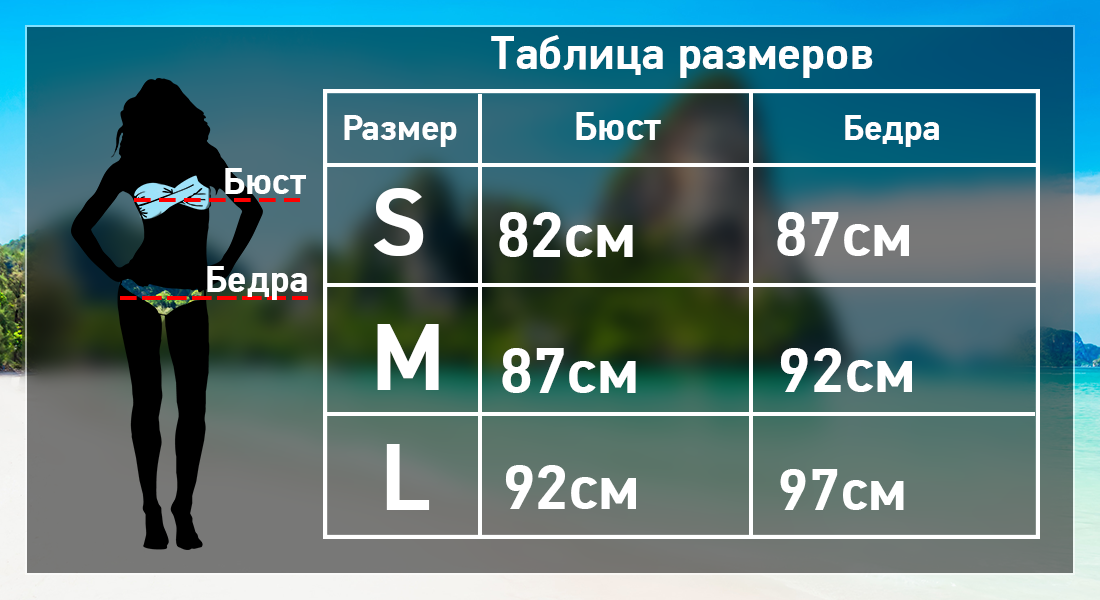 Таблица размеров
Размер Бюст Бедра
S 82см 87см
M 87см 92см
L 92см 97см
Бюст
Бедра